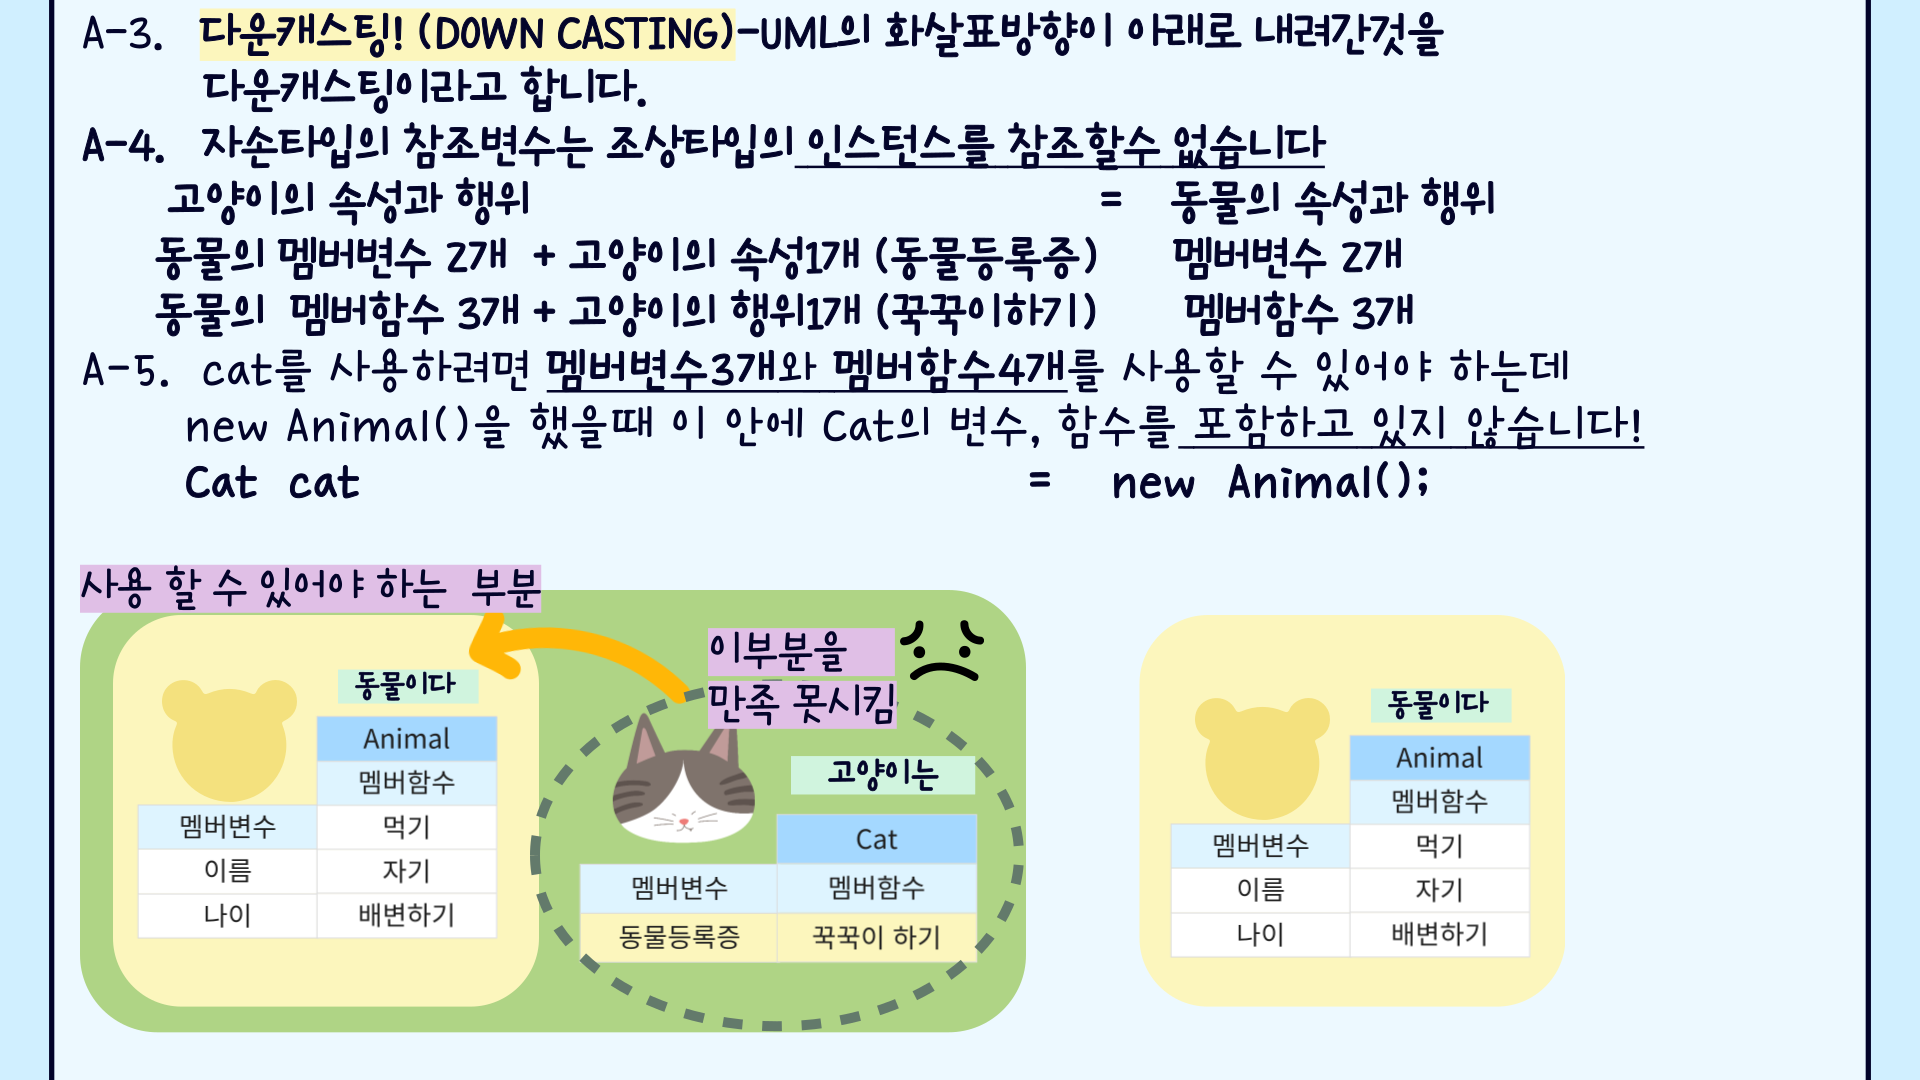 A-3. 다운캐스팅! (DOWN CASTING)-UML의 화살표방향이 아래로 내려간것을
다운캐스팅이라고 합니다.
A-4. 자손타입의 참조변수는 조상타입의 인스턴스를 참조할수 없습니다
고양이의 속성과 행위 = 동물의 속성과 행위
동물의 멤버변수 2개 + 고양이의 속성1개 (동물등록증) 멤버변수 2개
동물의 멤버함수 3개 + 고양이의 행위1개 (꾹꾹이하기) 멤버함수 3개
A-5. cat를 사용하려면 멤버변수3개와 멤버함수4개를 사용할 수 있어야 하는데
new Animal()을 했을때 이 안에 Cat의 변수, 함수를 포함하고 있지 않습니다!
Cat cat = new Animal();
사용 할 수 있어야 하는 부분
이부분을
만족 못시킴
동물이다
Animal
멤버함수
멤버변수 먹기
이름 자기
나이 배변하기
고양이는
Cat
멤버변수 멤버함수
동물등록증 꾹꾹이 하기
동물이다
Animal
멤버함수
멤버변수 먹기
이름 자기
나이 배변하기